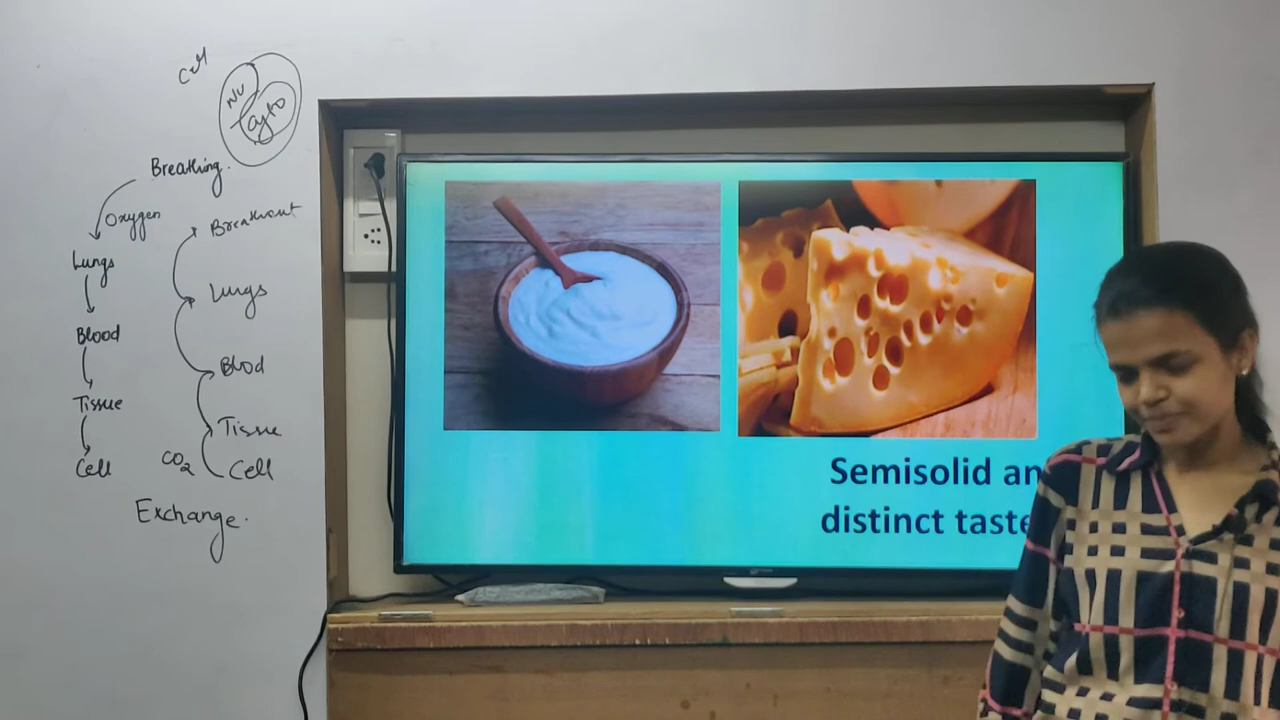 Cell
Nu
Cyto
Breathing.
Oxygen
Lungs
Blood
Tissue
Cell
Breathout
Lungs
Blood
Tissue
CO2 Cell
Exchange.
Semisolid an
distinct taste